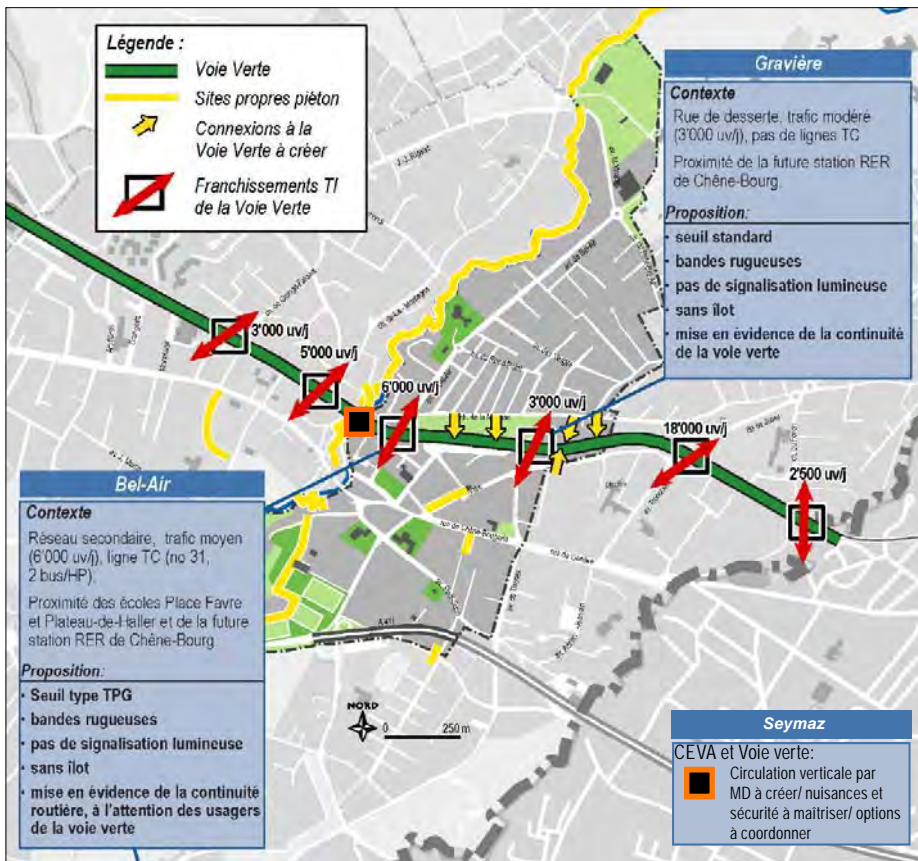 Légende :
Voie Verte
Sites propres piéton
Connexions à la
Voie Verte à créer
Franchissements TI
de la Voie Verte
Gravière
Contexte
Rue de desserte, trafic modéré
(3'000 uv/j), pas de lignes TC
Proximité de la future station RER
de Chêne-Bourg.
Proposition:
· seuil standard
· bandes rugueuses
· pas de signalisation lumineuse
· sans îlot
· mise en évidence de la continuité
de la voie verte
3'000 uv/j
5'000 uv/j
6'000 uv/j
3'000 uv/j
18'000 uv/j
2'500 uv/j
Bel-Air
Contexte
Réseau secondaire, trafic moyen
(6'000 uv/j), ligne TC (no 31,
2 bus/HP),
Proximité des écoles Place Favre
et Plateau-de-Haller et de la future
station RER de Chêne-Bourg
Proposition:
· Seuil type TPG
· bandes rugueuses
· pas de signalisation lumineuse
· sans îlot
· mise en évidence de la continuité
routière, à l'attention des usagers
de la voie verte
rue de Genève
NORD
0 250 m
Seymaz
CEVA et Voie verte:
Circulation verticale par
MD à créer/ nuisances et
sécurité à maîtriser/ options
à coordonner